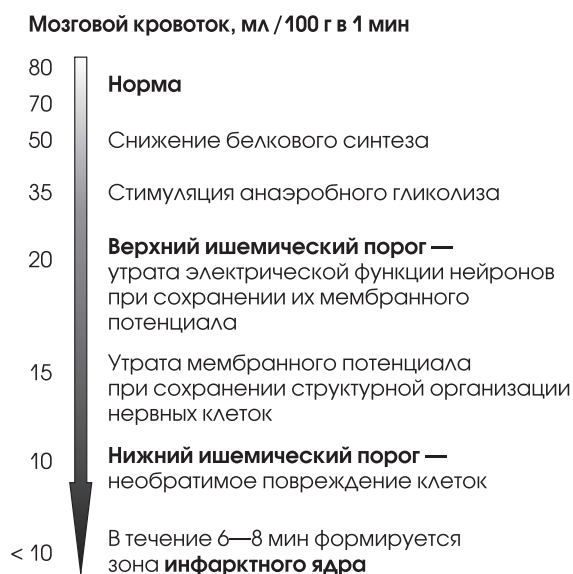 Мозговой кровоток, мл / 100 г в 1 мин
80
Норма
70
50 Снижение белкового синтеза
35 Стимуляция анаэробного гликолиза
Верхний ишемический порог —
20 утрата электрической функции нейронов
при сохранении их мембранного
потенциала
Утрата мембранного потенциала
15 при сохранении структурной организации
нервных клеток
10 Нижний ишемический порог —
необратимое повреждение клеток
В течение 6—8 мин формируется
< 10 зона инфарктного ядра